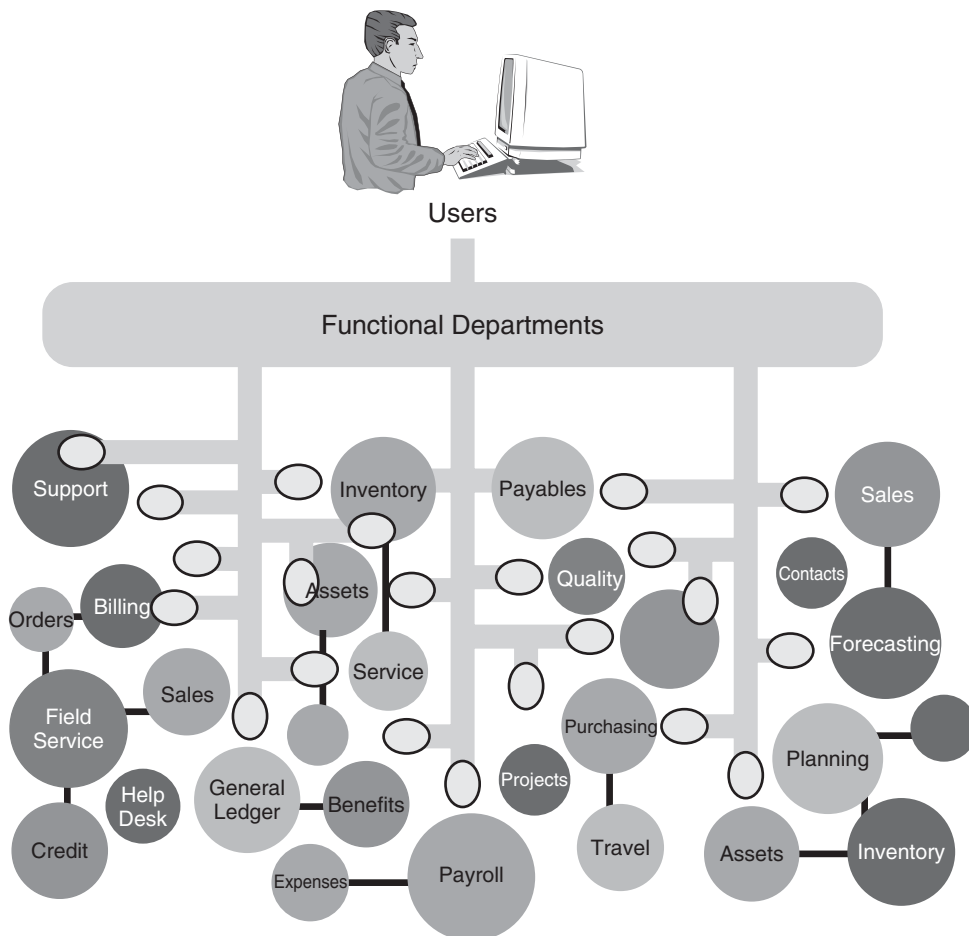 Users
Functional Departments
Support
Inventory
Payables
Sales
Assets
Quality
Contacts
Orders
Billing
Service
Forecasting
Sales
Field
Service
Purchasing
Planning
General
Ledger
Benefits
Projects
Help
Desk
Credit
Travel
Assets
Inventory
Expenses
Payroll